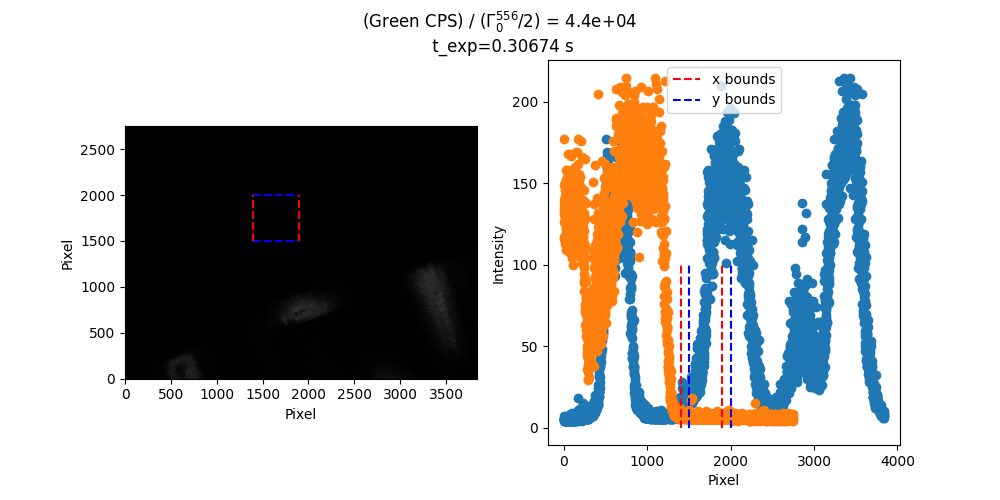 (Green CPS) / (Γ₀⁵⁵⁶/2) = 4.4e+04
t_exp=0.30674 s
2500
2000
1500
1000
500
0
0 500 1000 1500 2000 2500 3000 3500
Pixel
Pixel
200
150
100
50
0
0 1000 2000 3000 4000
Pixel
Intensity
x bounds
y bounds